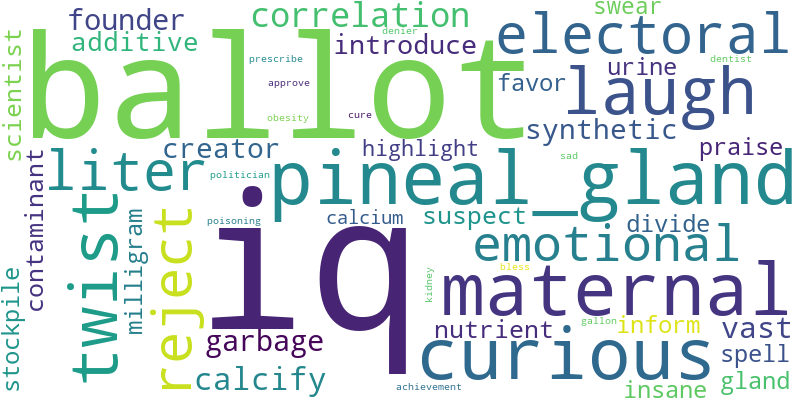 founder
correlation
swear
additive
introduce
electoral
denier
scientist
ballot
prescribe
dentist
approve
favor
urine
laugh
obesity
cure
synthetic
creator
highlight
praise
liter
pineal_gland
sad
politician
contaminant
twist
milligram
reject
poisoning
calcium
suspect
divide
iq
emotional
stockpile
kidney
bless
maternal
gallon
garbage
nutrient
inform
vast
curious
spell
calcify
achievement
insane
gland